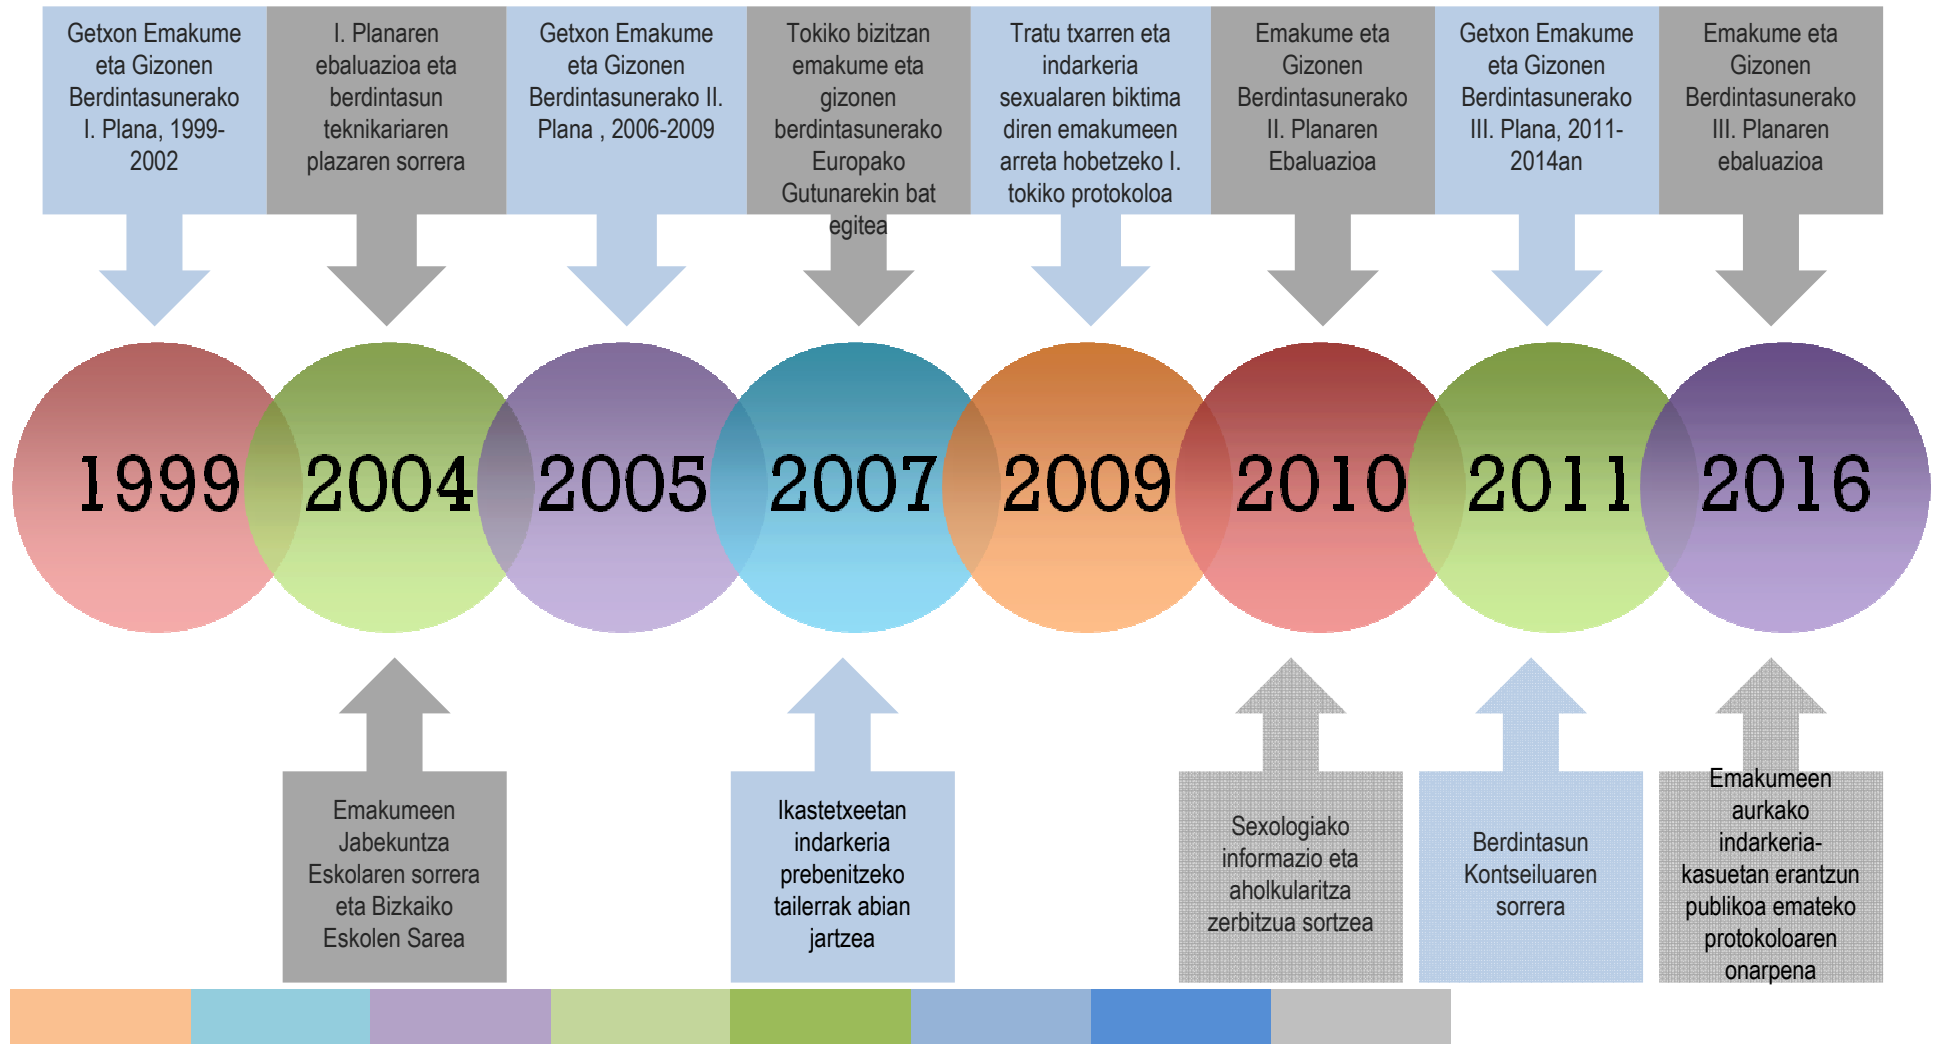 Getxon Emakume
eta Gizonen
Berdintasunerako
I. Plana, 1999-
2002
I. Planaren
ebaluazioa eta
berdintasun
teknikariaren
plazaren sorrera
Getxon Emakume
eta Gizonen
Berdintasunerako II.
Plana , 2006-2009
Tokiko bizitzan
emakume eta
gizonen
berdintasunerako
Europako
Gutunarekin bat
egitea
Tratu txarren eta
indarkeria
sexualaren biktima
diren emakumeen
arreta hobetzeko I.
tokiko protokoloa
Emakume eta
Gizonen
Berdintasunerako
II. Planaren
Ebaluazioa
Getxon Emakume
eta Gizonen
Berdintasunerako
III. Plana, 2011-
2014an
Emakume eta
Gizonen
Berdintasunerako
III. Planaren
ebaluazioa
1999
2004
2005
2007
2009
2010
2011
2016
Emakumeen
Jabekuntza
Eskolaren sorrera
eta Bizkaiko
Eskolen Sarea
Ikastetxeetan
indarkeria
prebenitzeko
tailerrak abian
jartzea
Sexologiako
informazio eta
aholkularitza
zerbitzua sortzea
Berdintasun
Kontseiluaren
sorrera
Emakumeen
aurkako
indarkeria-
kasuetan erantzun
publikoa emateko
protokoloaren
onarpena